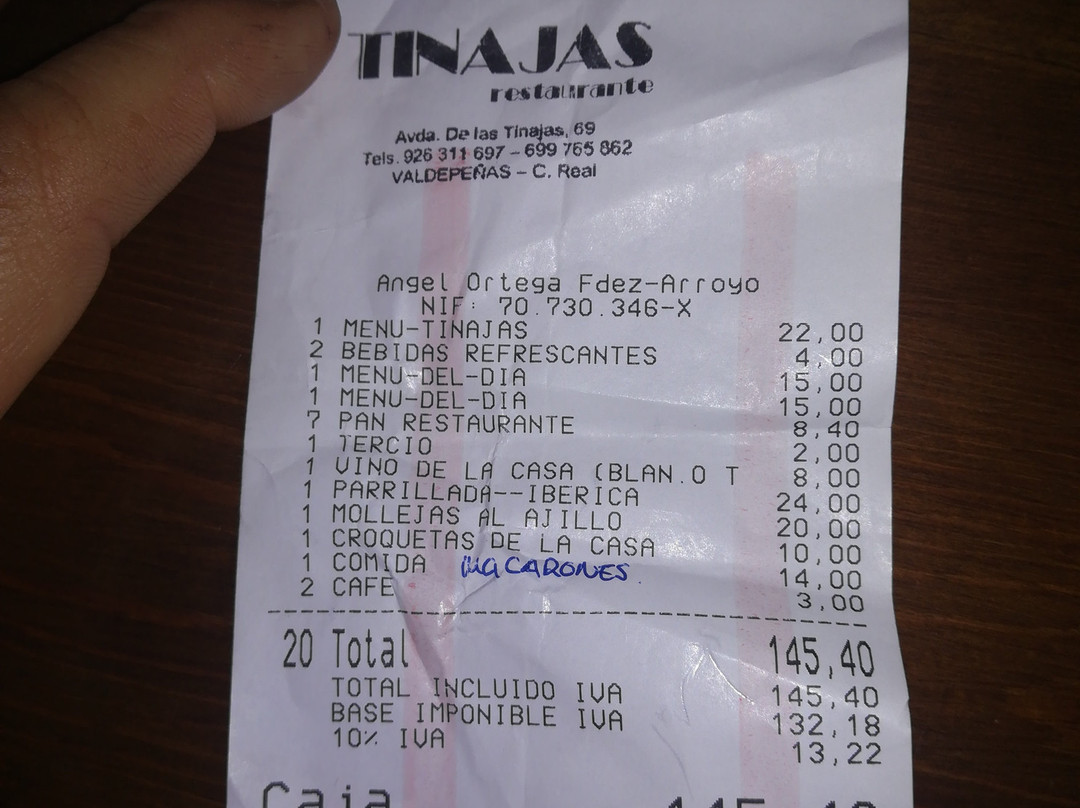 TINAJAS
restaurante
Avda. De las Tinajas, 69
Tels. 926 311 697 – 699 765 862
VALDEPEÑAS – C. Real
Angel Ortega Fdez-Arroyo
NIF: 70.730.346-X
1 MENU-TINAJAS 22,00
2 BEBIDAS REFRESCANTES 4,00
1 MENU-DEL-DIA 15,00
1 MENU-DEL-DIA 15,00
7 PAN RESTAURANTE 8,40
1 TERCIO 2,00
1 VINO DE LA CASA (BLAN.O T 8,00
1 PARRILLADA--IBERICA 24,00
1 MOLLEJAS AL AJILLO 20,00
1 CROQUETAS DE LA CASA 10,00
1 COMIDA MACARONES 14,00
2 CAFE 3,00
20 Total 145,40
TOTAL INCLUIDO IVA 145,40
BASE IMPONIBLE IVA 132,18
10% IVA 13,22
Caja